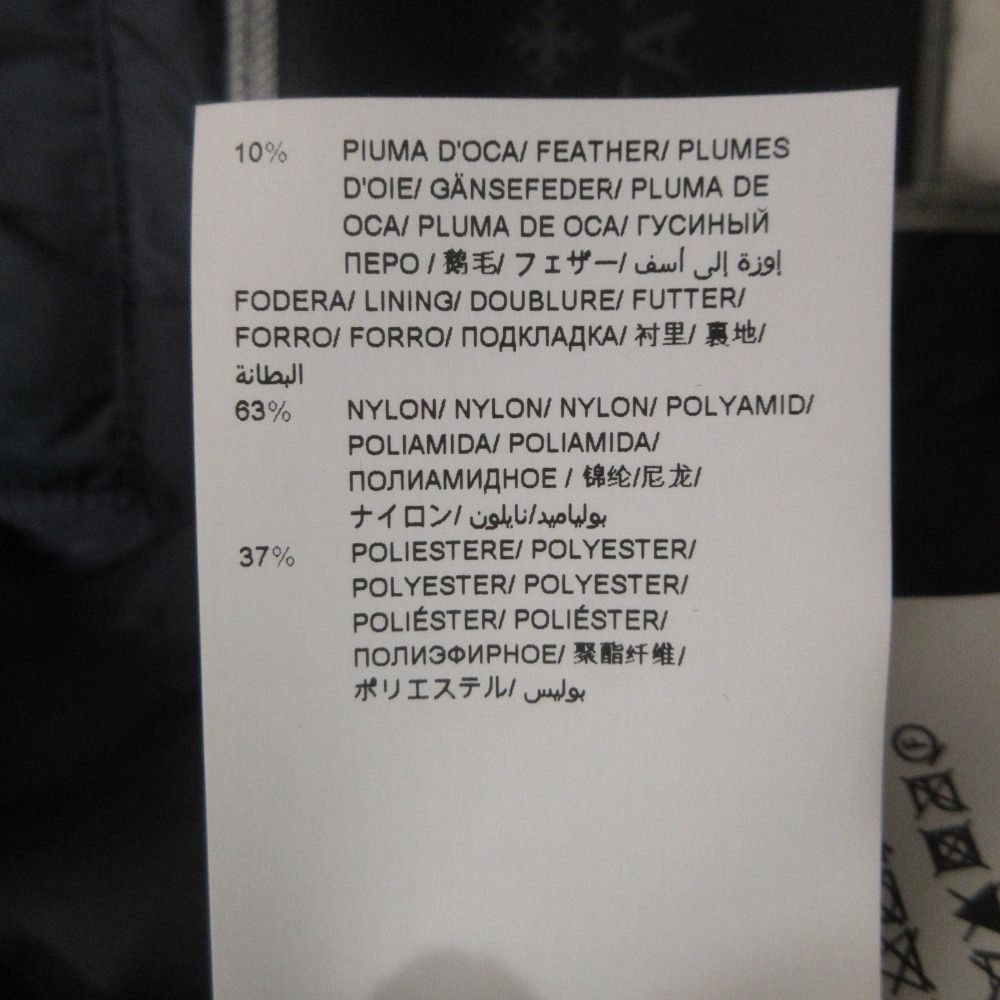 10% PIUMA D'OCA/ FEATHER/ PLUMES
D'OIE/ GÄNSEFEDER/ PLUMA DE
OCA/ PLUMA DE OCA/ ГУСИНЫЙ
ПЕРО / 鹅毛/ フェザー/ إوزة إلى أسف
FODERA/ LINING/ DOUBLURE/ FUTTER/
FORRO/ FORRO/ ПОДКЛАДКА/ 衬里/ 裏地/
البطانة
63% NYLON/ NYLON/ NYLON/ POLYAMID/
POLIAMIDA/ POLIAMIDA/
ПОЛИАМИДНОЕ / 锦纶/尼龙/
ナイロン/ بولياميد/نايلون
37% POLIESTERE/ POLYESTER/
POLYESTER/ POLYESTER/
POLIÉSTER/ POLIÉSTER/
ПОЛИЭФИРНОЕ/ 聚酯纤维/
ポリエステル/ بوليس